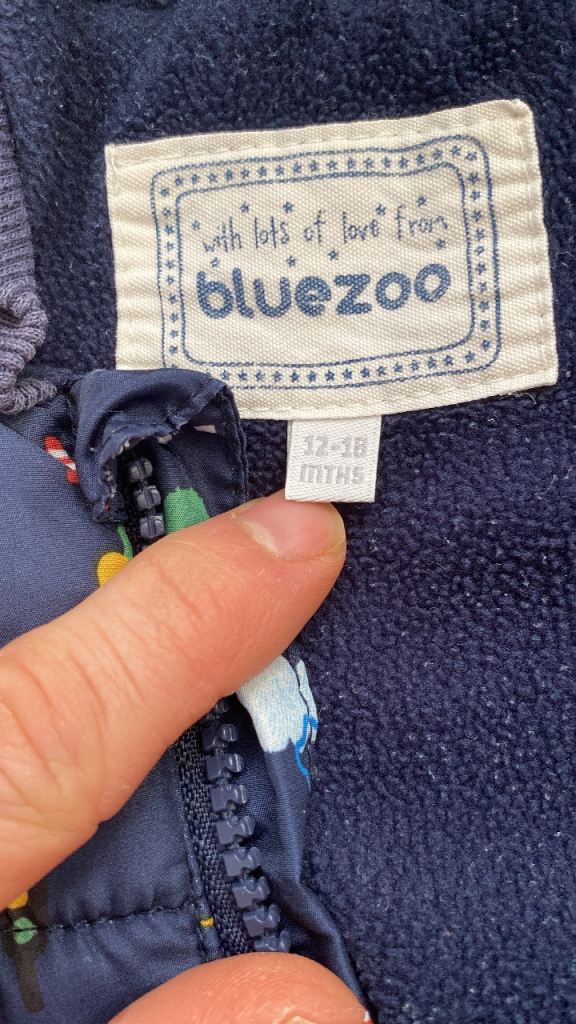 with lots of love from
bluezoo
12-18
MTHS